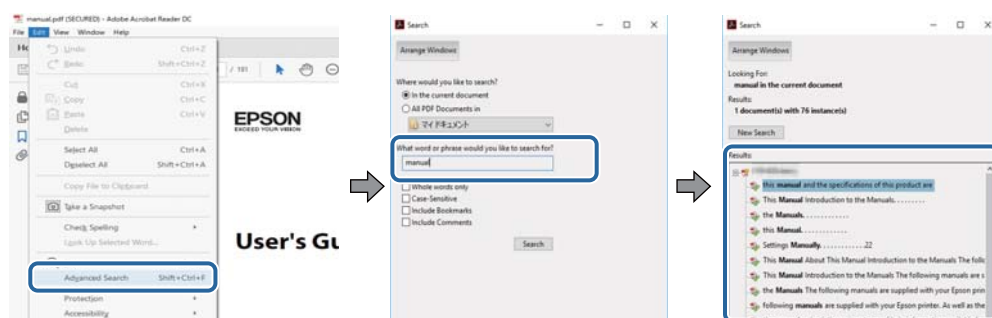 manual.pdf (SECURED) - Adobe Acrobat Reader DC
File Edit View Window Help
Undo Ctrl+Z
Redo Shift+Ctrl+Z
Cut Ctrl+X
Copy Ctrl+C
Paste Ctrl+V
Delete
Select All Ctrl+A
Deselect All Shift+Ctrl+A
Copy File to Clipboard
Take a Snapshot
Check Spelling
Look Up Selected Word...
Advanced Search Shift+Ctrl+F
Protection
Accessibility
/ 191
EPSON
EXCEED YOUR VISION
User's Gu
Search
Arrange Windows
Where would you like to search?
In the current document
All PDF Documents in
マイドキュメント
What word or phrase would you like to search for?
manual
Whole words only
Case-Sensitive
Include Bookmarks
Include Comments
Search
Search
Arrange Windows
Looking For:
manual in the current document
Results:
1 document(s) with 76 instance(s)
New Search
Results:
this manual and the specifications of this product are
This Manual Introduction to the Manuals. . . . . . . . .
the Manuals. . . . . . . . . . . . .
this Manual. . . . . . . . . . . . .
Settings Manually. . . . . . . . . . . . 22
This Manual About This Manual Introduction to the Manuals The follo
This Manual Introduction to the Manuals The following manuals are s
the Manuals The following manuals are supplied with your Epson prin
following manuals are supplied with your Epson printer. As well as the